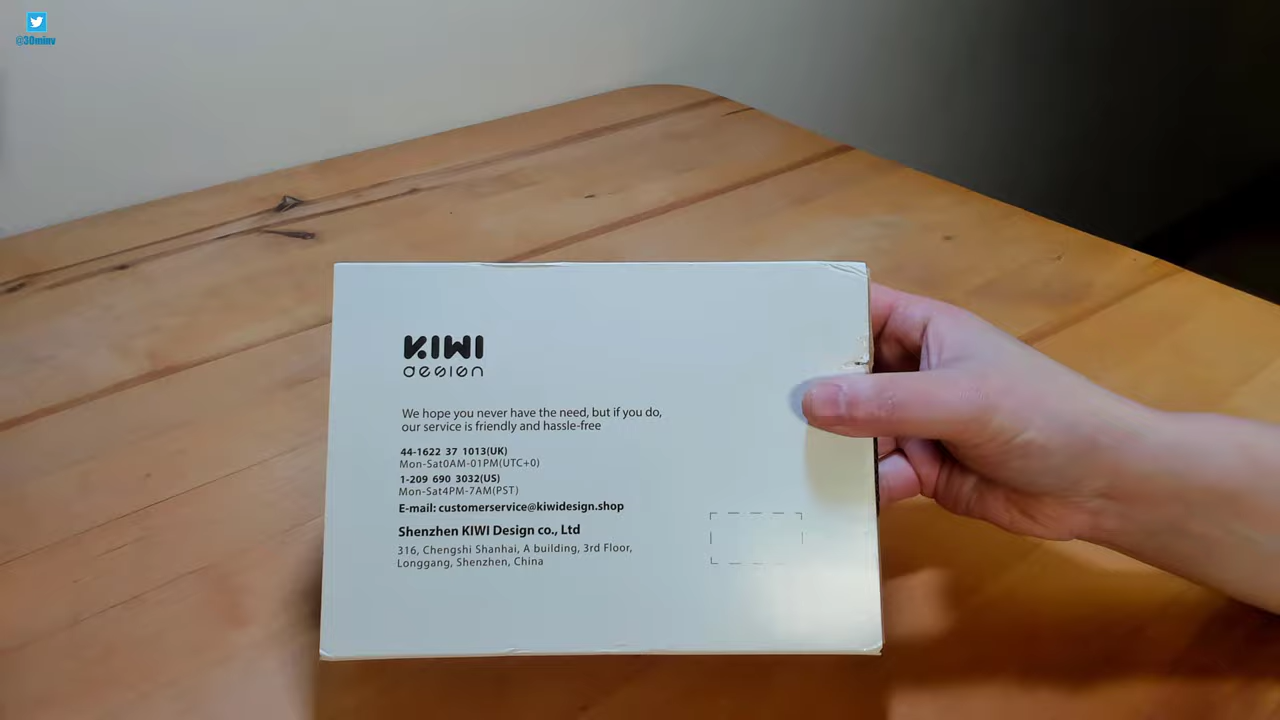 @30minv
KIWI
design
We hope you never have the need, but if you do,
our service is friendly and hassle-free
44-1622 37 1013(UK)
Mon-Sat0AM-01PM(UTC+0)
1-209 690 3032(US)
Mon-Sat4PM-7AM(PST)
E-mail: customerservice@kiwidesign.shop
Shenzhen KIWI Design co., Ltd
316, Chengshi Shanhai, A building, 3rd Floor,
Longgang, Shenzhen, China